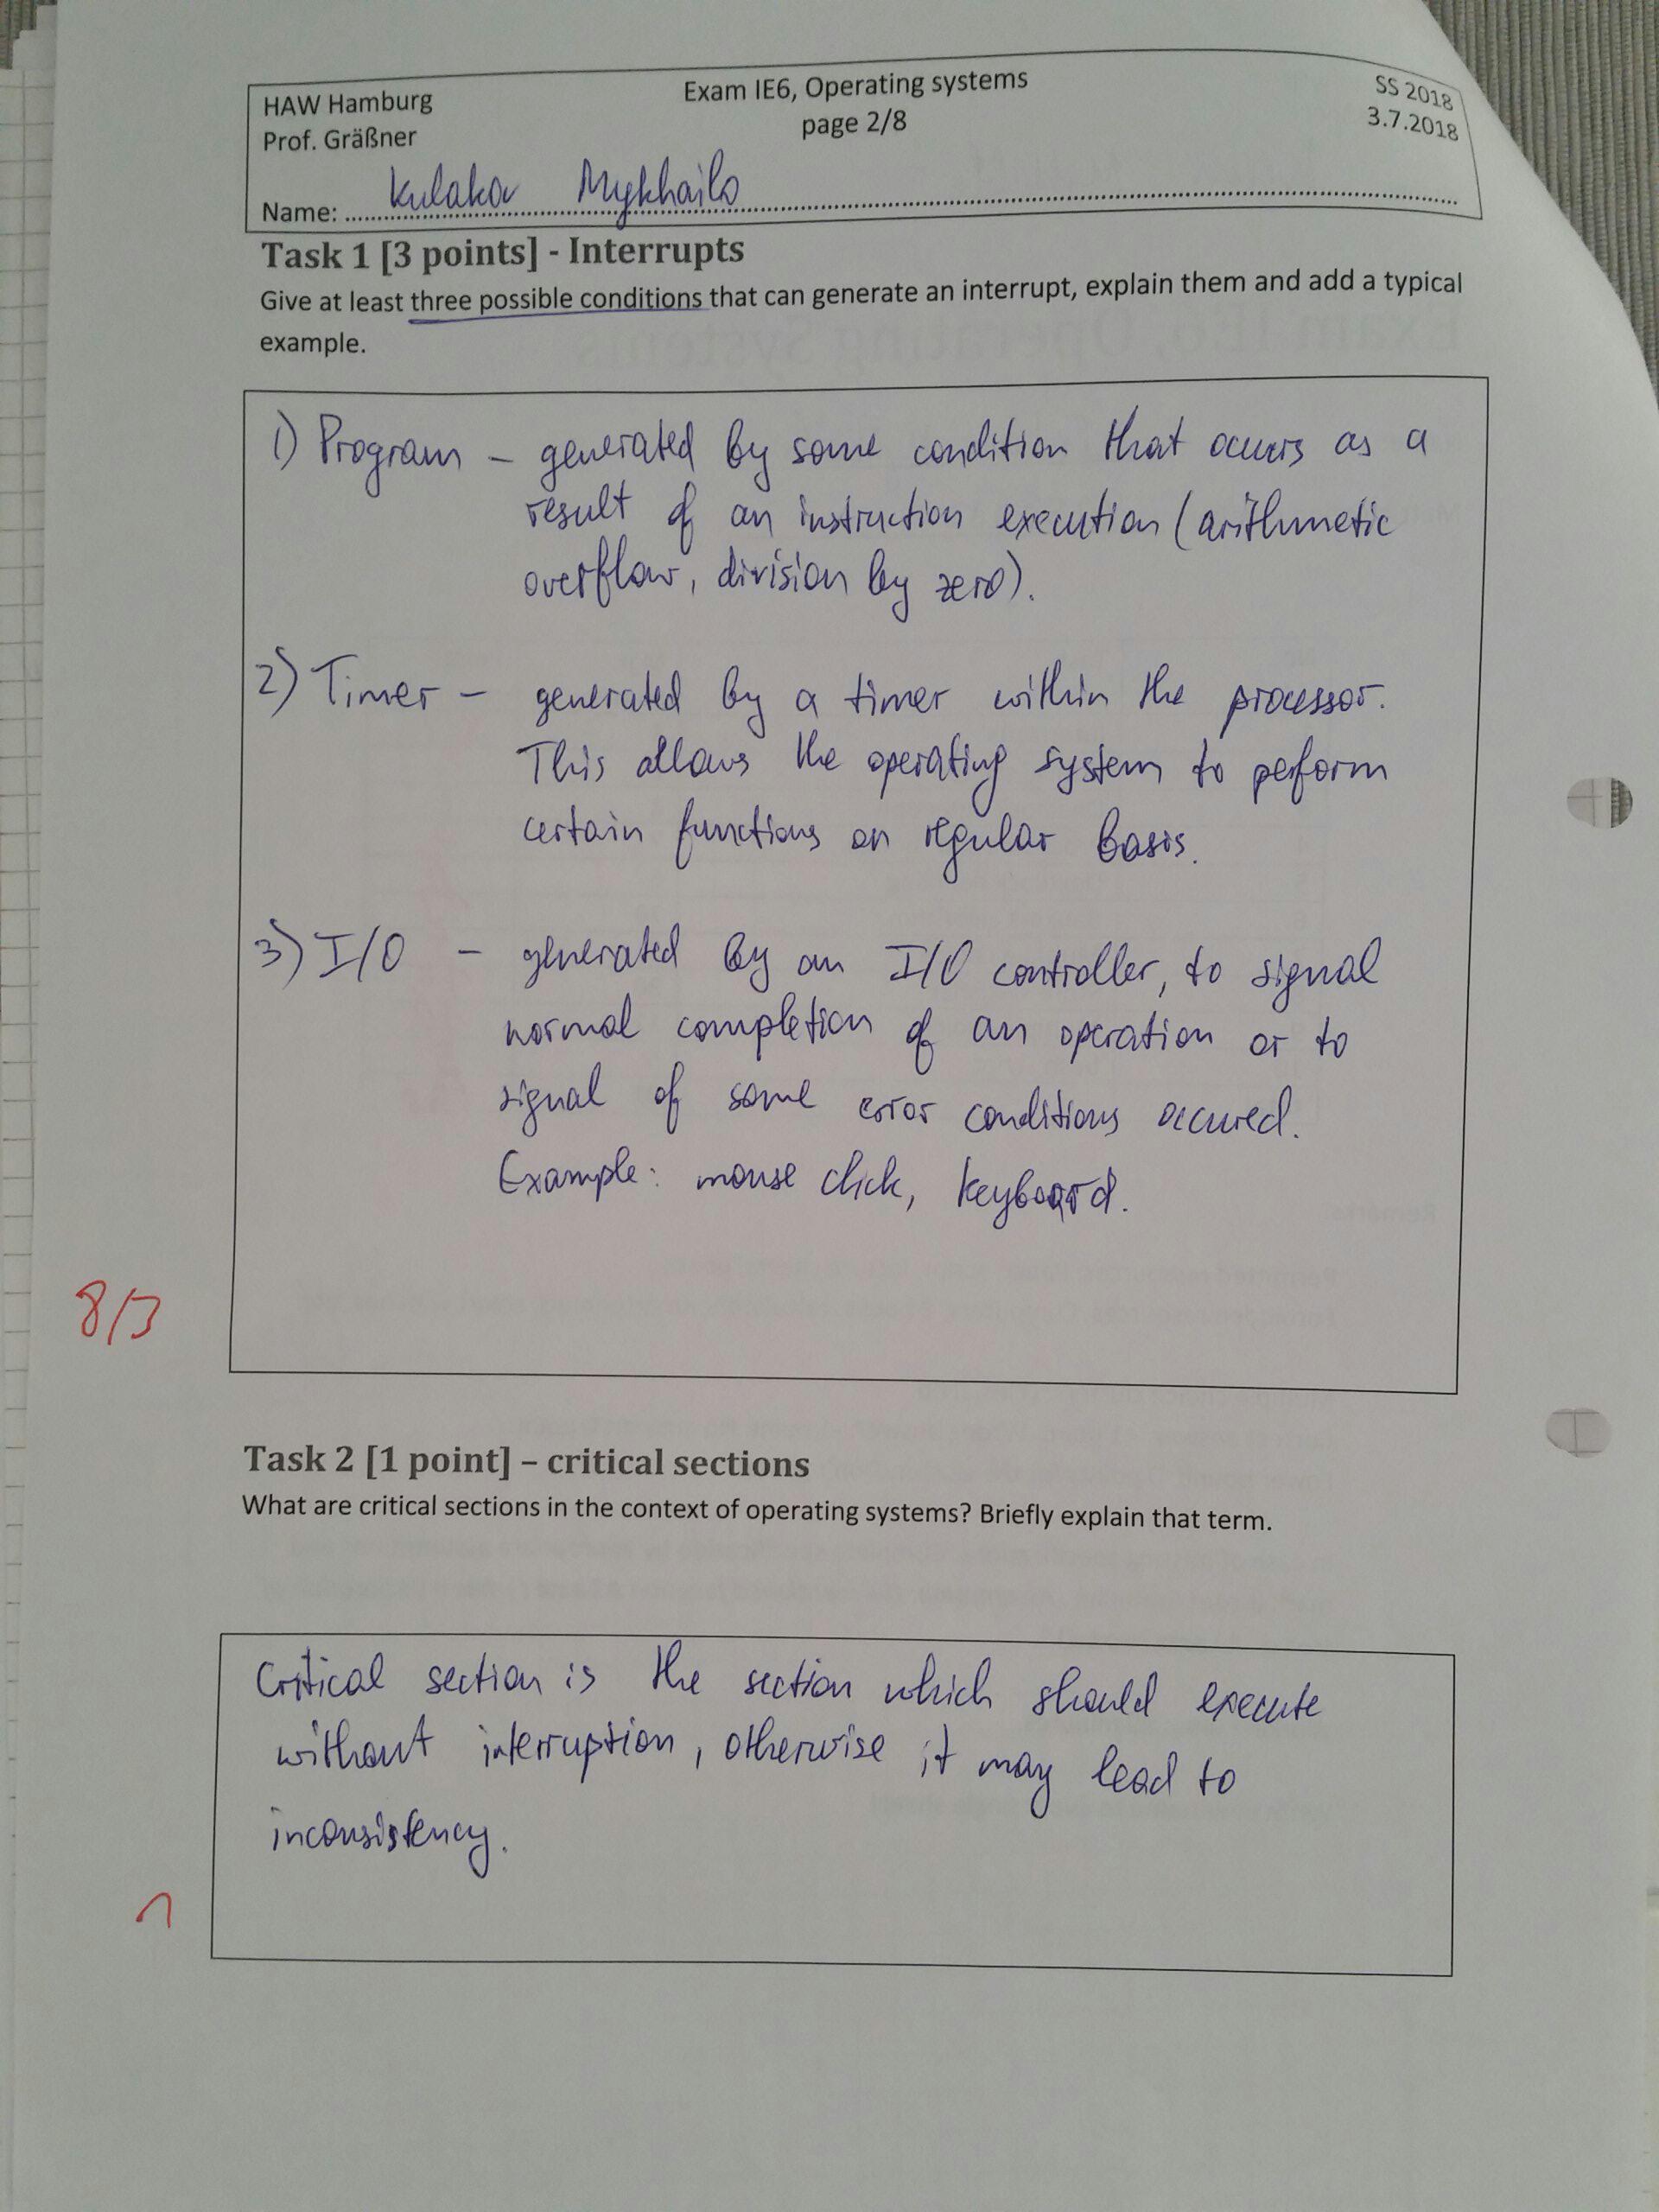 HAW Hamburg
Prof. Gräßner
Exam IE6, Operating systems
page 2/8
SS 2018
3.7.2018
Name: Kulakov Mykhailo
Task 1 [3 points] - Interrupts
Give at least three possible conditions that can generate an interrupt, explain them and add a typical
example.
1) Program - generated by some condition that occurs as a
result of an instruction execution (arithmetic
overflow, division by zero).
2) Timer - generated by a timer within the processor.
This allows the operating system to perform
certain functions on regular basis.
3) I/O - generated by an I/O controller, to signal
normal completion of an operation or to
signal of some error conditions occured.
Example: mouse click, keyboard.
8/3
Task 2 [1 point] – critical sections
What are critical sections in the context of operating systems? Briefly explain that term.
Critical section is the section which should execute
without interruption, otherwise it may lead to
inconsistency.
1